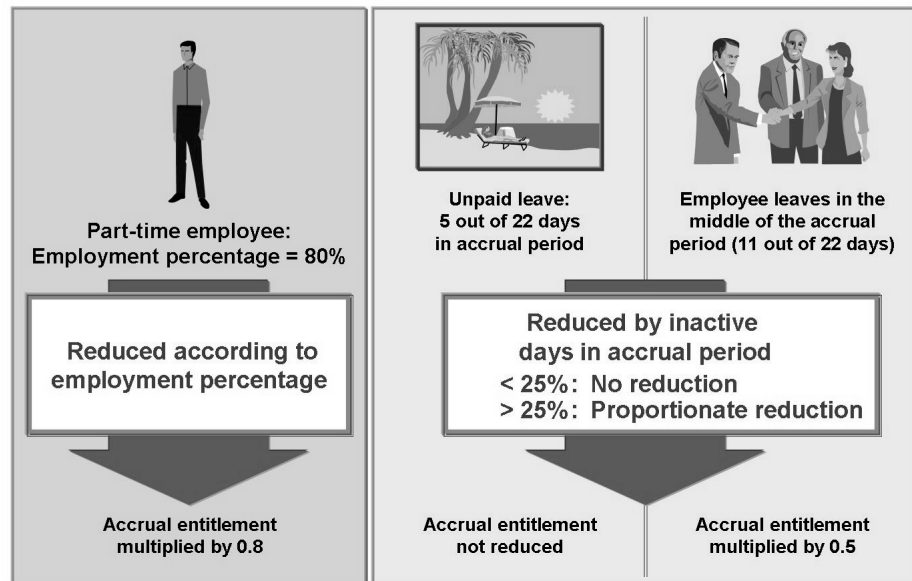 Part-time employee:
Employment percentage = 80%
Reduced according to
employment percentage
Accrual entitlement
multiplied by 0.8
Unpaid leave:
5 out of 22 days
in accrual period
Employee leaves in the
middle of the accrual
period (11 out of 22 days)
Reduced by inactive
days in accrual period
< 25%: No reduction
> 25%: Proportionate reduction
Accrual entitlement
not reduced
Accrual entitlement
multiplied by 0.5